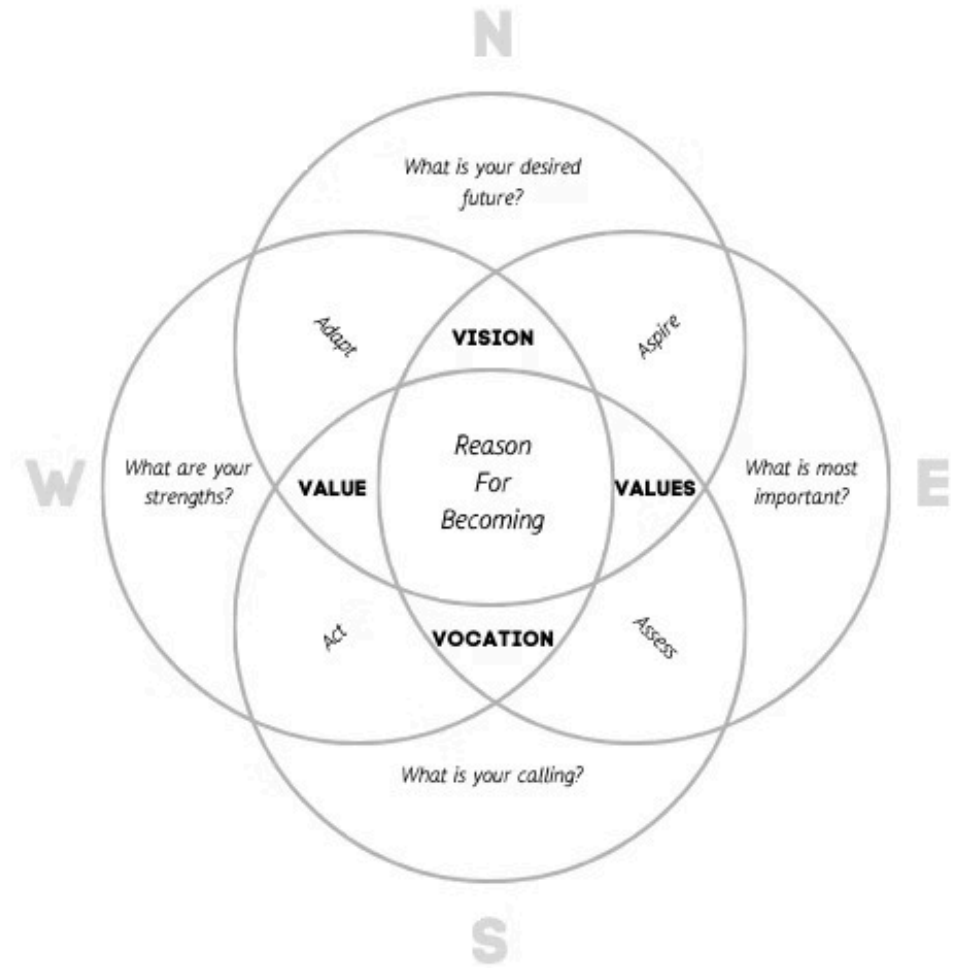 N
What is your desired
future?
Adapt
VISION
Aspire
Reason
For
Becoming
W
What are your
strengths?
VALUE
VALUES
What is most
important?
E
Act
VOCATION
Assess
What is your calling?
S